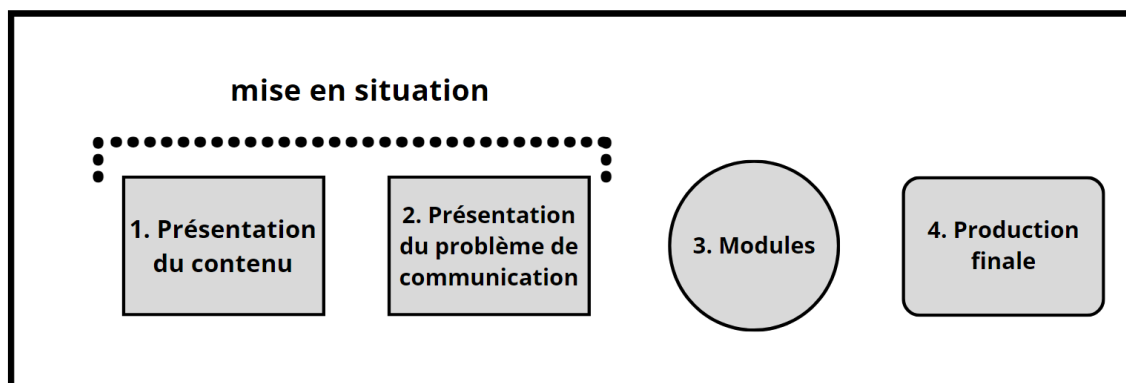 mise en situation
1. Présentation
du contenu
2. Présentation
du problème de
communication
3. Modules
4. Production
finale